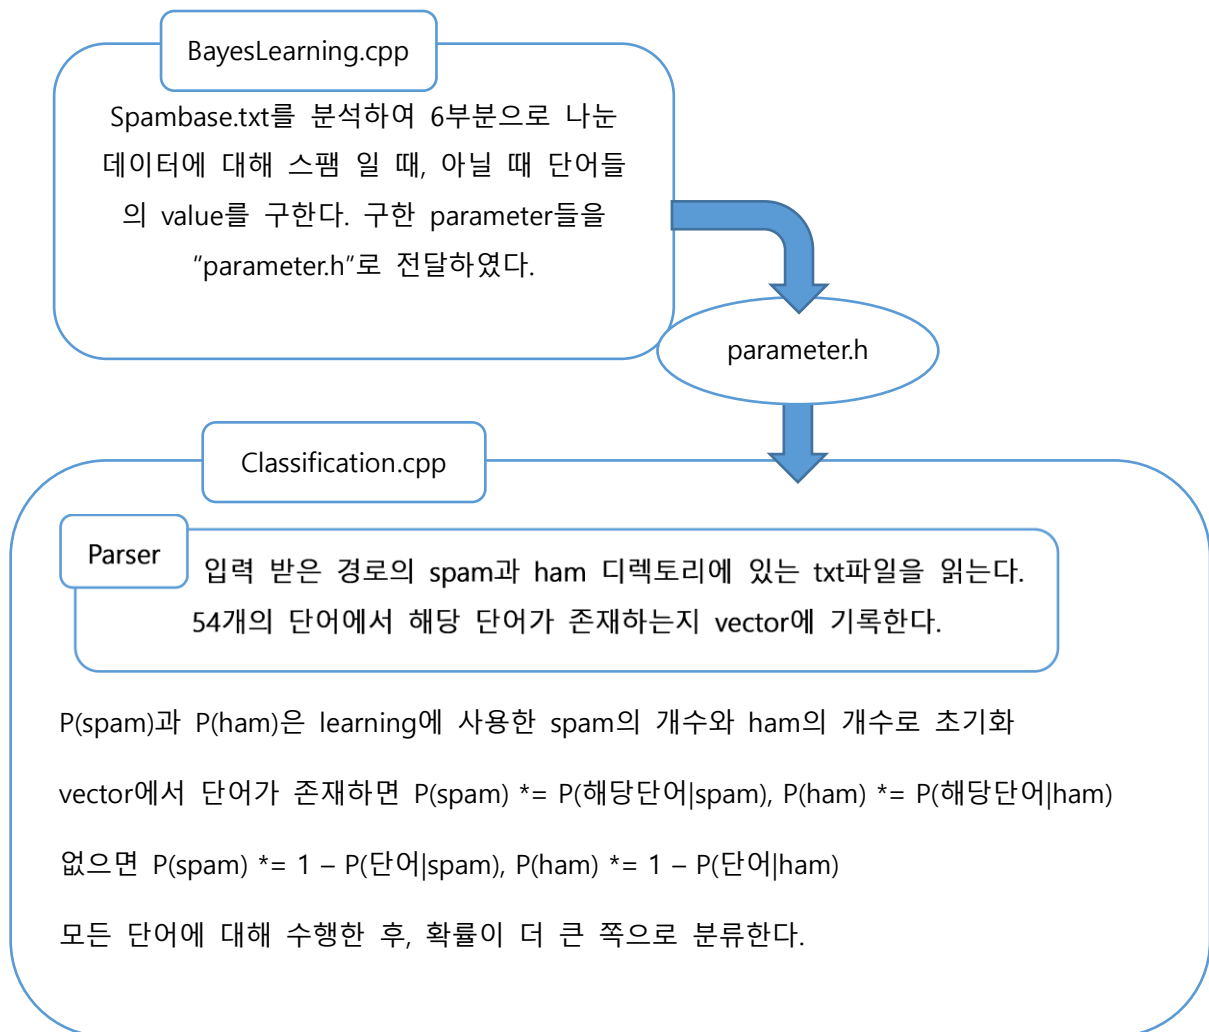 BayesLearning.cpp
Spambase.txt를 분석하여 6부분으로 나눈
데이터에 대해 스팸 일 때, 아닐 때 단어들
의 value를 구한다. 구한 parameter들을
“parameter.h”로 전달하였다.
parameter.h
Classification.cpp
Parser
입력 받은 경로의 spam과 ham 디렉토리에 있는 txt파일을 읽는다.
54개의 단어에서 해당 단어가 존재하는지 vector에 기록한다.
P(spam)과 P(ham)은 learning에 사용한 spam의 개수와 ham의 개수로 초기화
vector에서 단어가 존재하면 P(spam) *= P(해당단어|spam), P(ham) *= P(해당단어|ham)
없으면 P(spam) *= 1 – P(단어|spam), P(ham) *= 1 – P(단어|ham)
모든 단어에 대해 수행한 후, 확률이 더 큰 쪽으로 분류한다.